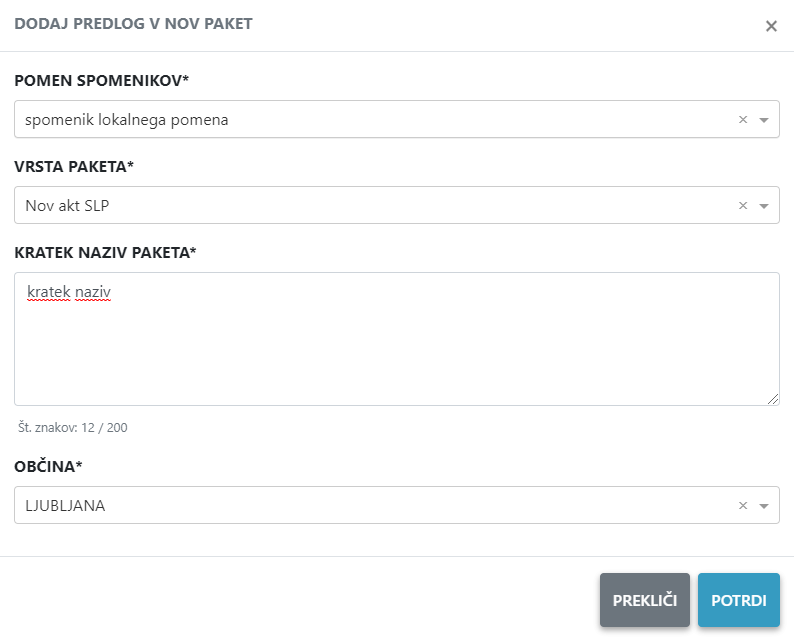 DODAJ PREDLOG V NOV PAKET
POMEN SPOMENIKOV*
spomenik lokalnega pomena
VRSTA PAKETA*
Nov akt SLP
KRATEK NAZIV PAKETA*
kratek naziv
Št. znakov: 12 / 200
OBČINA*
LJUBLJANA
PREKLIČI POTRDI